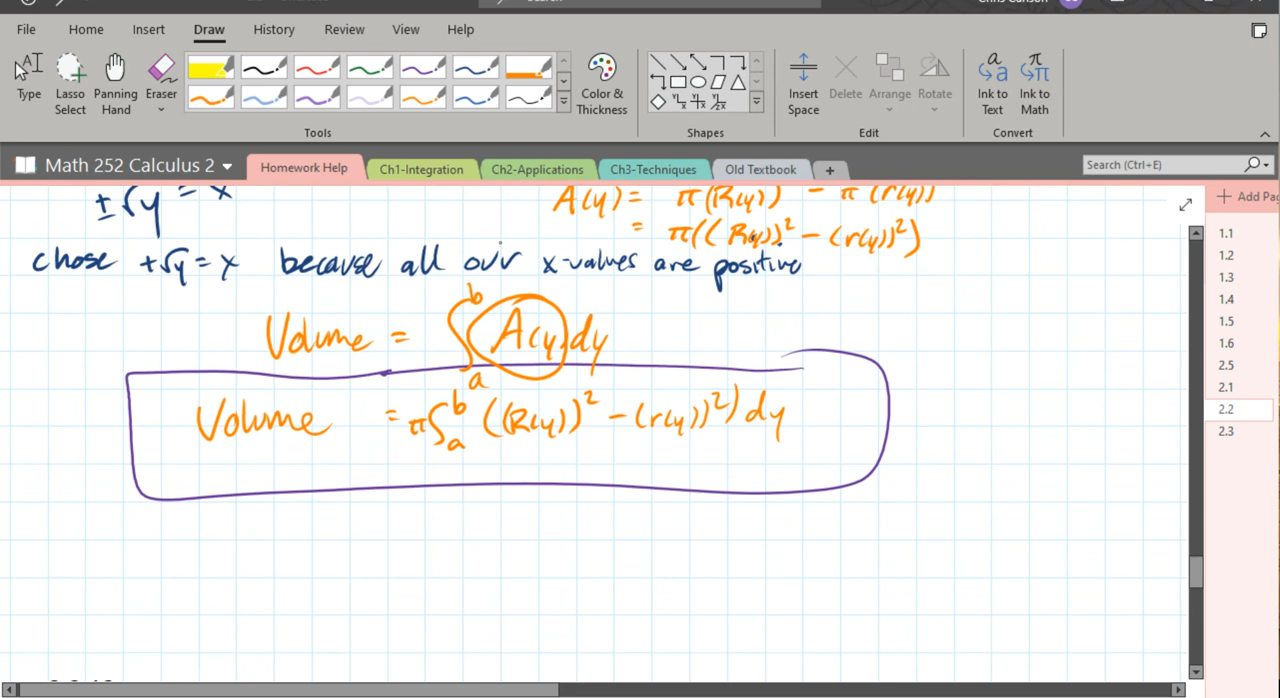 File Home Insert Draw History Review View Help
Type Lasso Select Panning Hand Eraser Color & Thickness Insert Space Delete Arrange Rotate Ink to Text Ink to Math
Tools Shapes Edit Convert
Math 252 Calculus 2 Homework Help Ch1-Integration Ch2-Applications Ch3-Techniques Old Textbook + Search (Ctrl+E)
+ Add Pag
±√y = x
A(y) = π(R(y)) - π(r(y))
= π((R(y))² - (r(y))²)
chose +√y = x because all our x-values are positive
Volume = ∫ₐᵇ A(y) dy
Volume = π∫ₐᵇ ((R(y))² - (r(y))²) dy
1.1
1.2
1.3
1.4
1.5
1.6
2.5
2.1
2.2
2.3